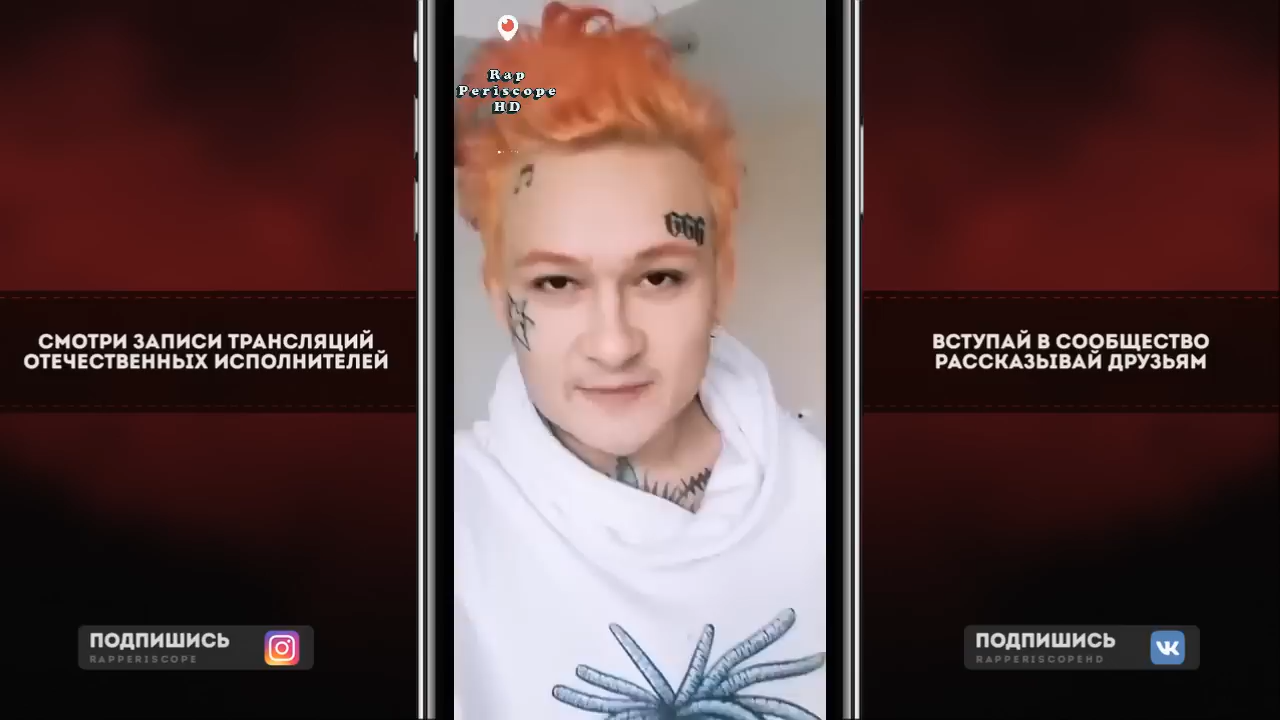 Rap
Periscope
HD
СМОТРИ ЗАПИСИ ТРАНСЛЯЦИЙ
ОТЕЧЕСТВЕННЫХ ИСПОЛНИТЕЛЕЙ
ВСТУПАЙ В СООБЩЕСТВО
РАССКАЗЫВАЙ ДРУЗЬЯМ
ПОДПИШИСЬ
RAPPERISCOPE
ПОДПИШИСЬ
RAPPERISCOPEHD